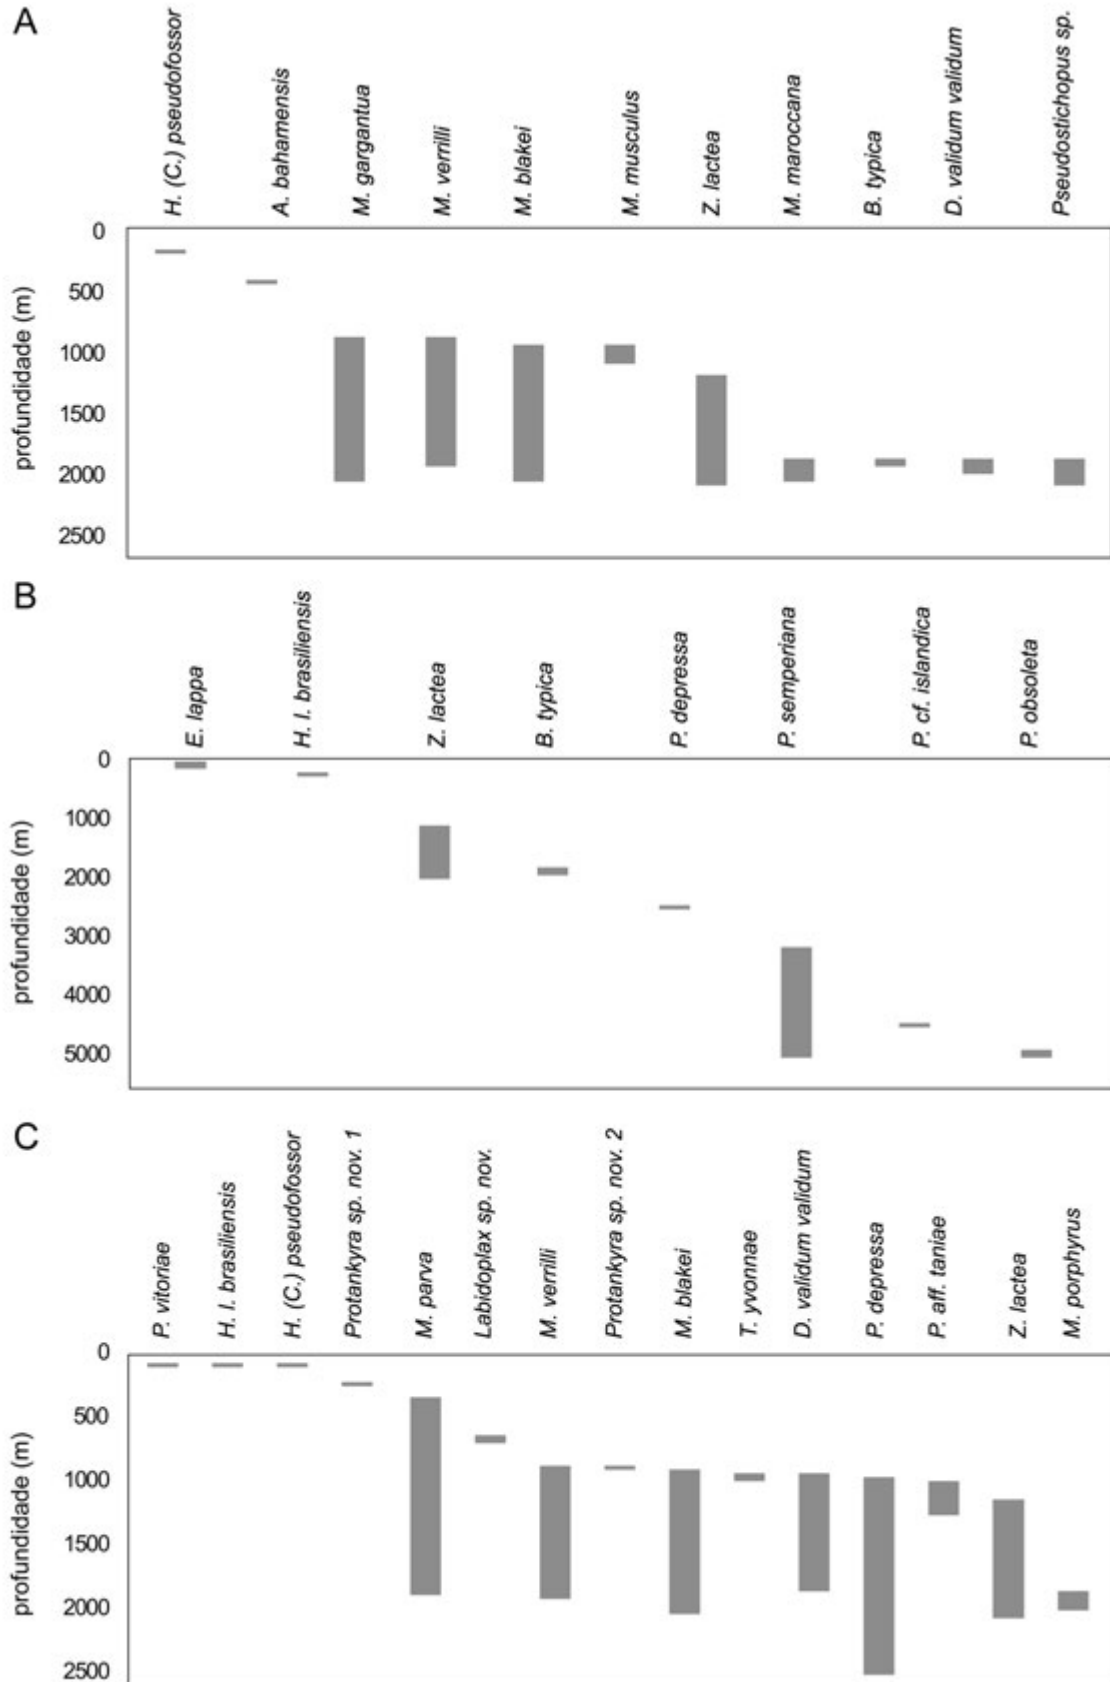 A
H. (C.) pseudofossor
A. bahamensis
M. gargantua
M. verrilli
M. blakei
M. musculus
Z. lactea
M. maroccana
B. typica
D. validum validum
Pseudostichopus sp.
profundidade (m)
0
500
1000
1500
2000
2500
B
E. lappa
H. I. brasiliensis
Z. lactea
B. typica
P. depressa
P. semperiana
P. cf. islandica
P. obsoleta
profundidade (m)
0
1000
2000
3000
4000
5000
C
P. vitoriae
H. I. brasiliensis
H. (C.) pseudofossor
Protankyra sp. nov. 1
M. parva
Labidoplax sp. nov.
M. verrilli
Protankyra sp. nov. 2
M. blakei
T. yvonnae
D. validum validum
P. depressa
P. aff. taniae
Z. lactea
M. porphyrus
profundidade (m)
0
500
1000
1500
2000
2500